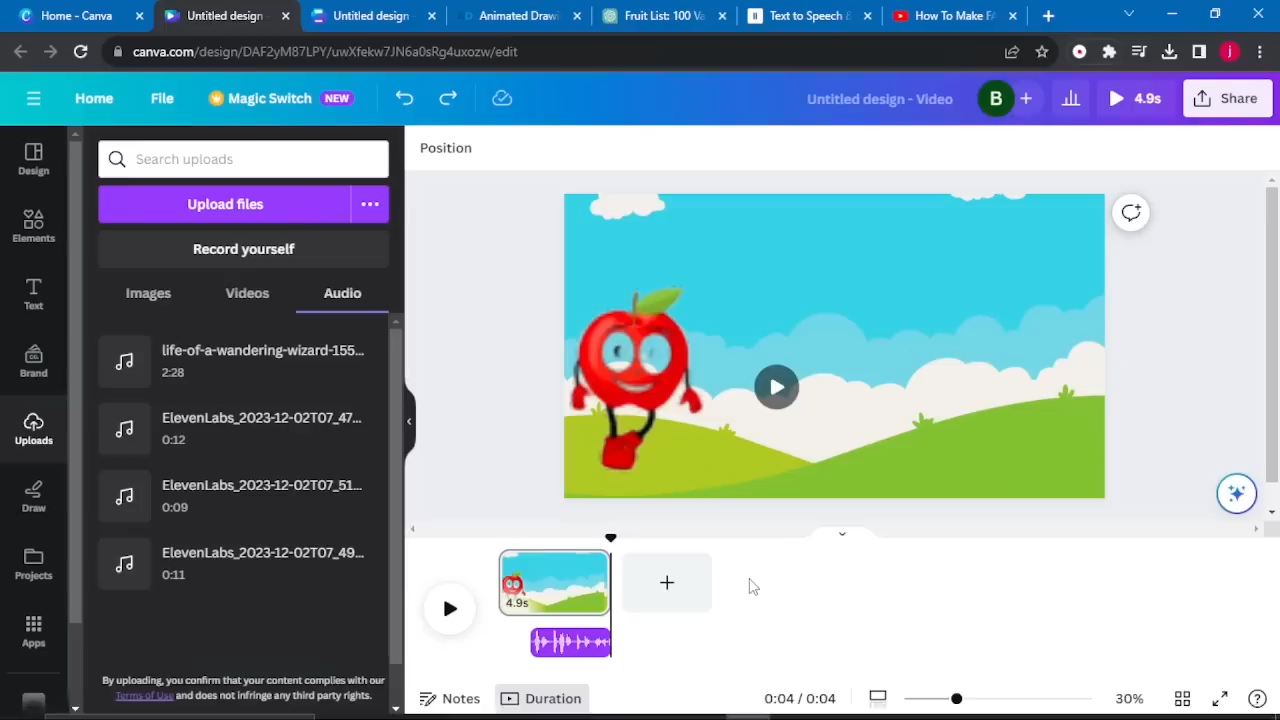 Home - Canva
Untitled design -
Untitled design -
Animated Drawi
Fruit List: 100 Va
Text to Speech &
How To Make FA
canva.com/design/DAF2yM87LPY/uwXfekw7JN6a0sRg4uxozw/edit
j
Home
File
Magic Switch NEW
Untitled design - Video
B
4.9s
Share
Design
Elements
Text
Brand
Uploads
Draw
Projects
Apps
Search uploads
Upload files
Record yourself
Images
Videos
Audio
life-of-a-wandering-wizard-155...
2:28
ElevenLabs_2023-12-02T07_47...
0:12
ElevenLabs_2023-12-02T07_51...
0:09
ElevenLabs_2023-12-02T07_49...
0:11
By uploading, you confirm that your content complies with our
Terms of Use and does not infringe any third party rights.
Position
4.9s
Notes
Duration
0:04 / 0:04
30%